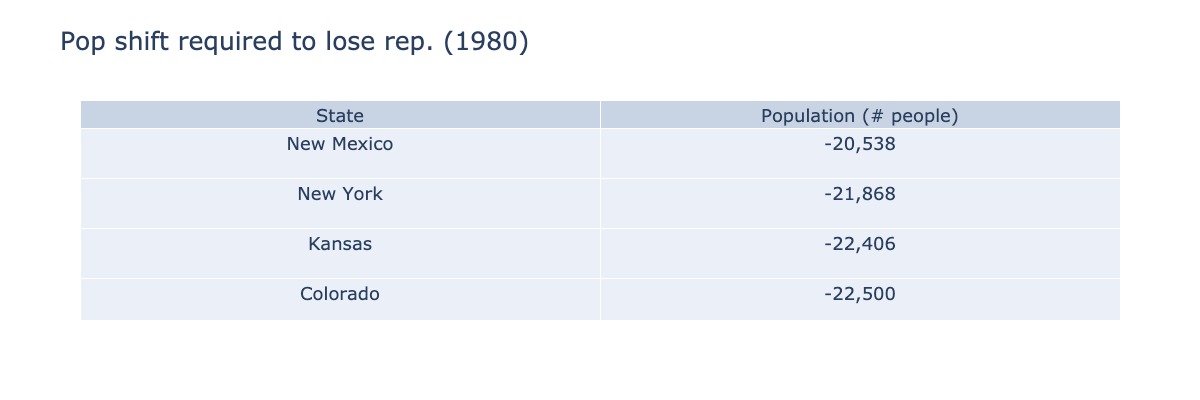 Pop shift required to lose rep. (1980)
State Population (# people)
New Mexico -20,538
New York -21,868
Kansas -22,406
Colorado -22,500